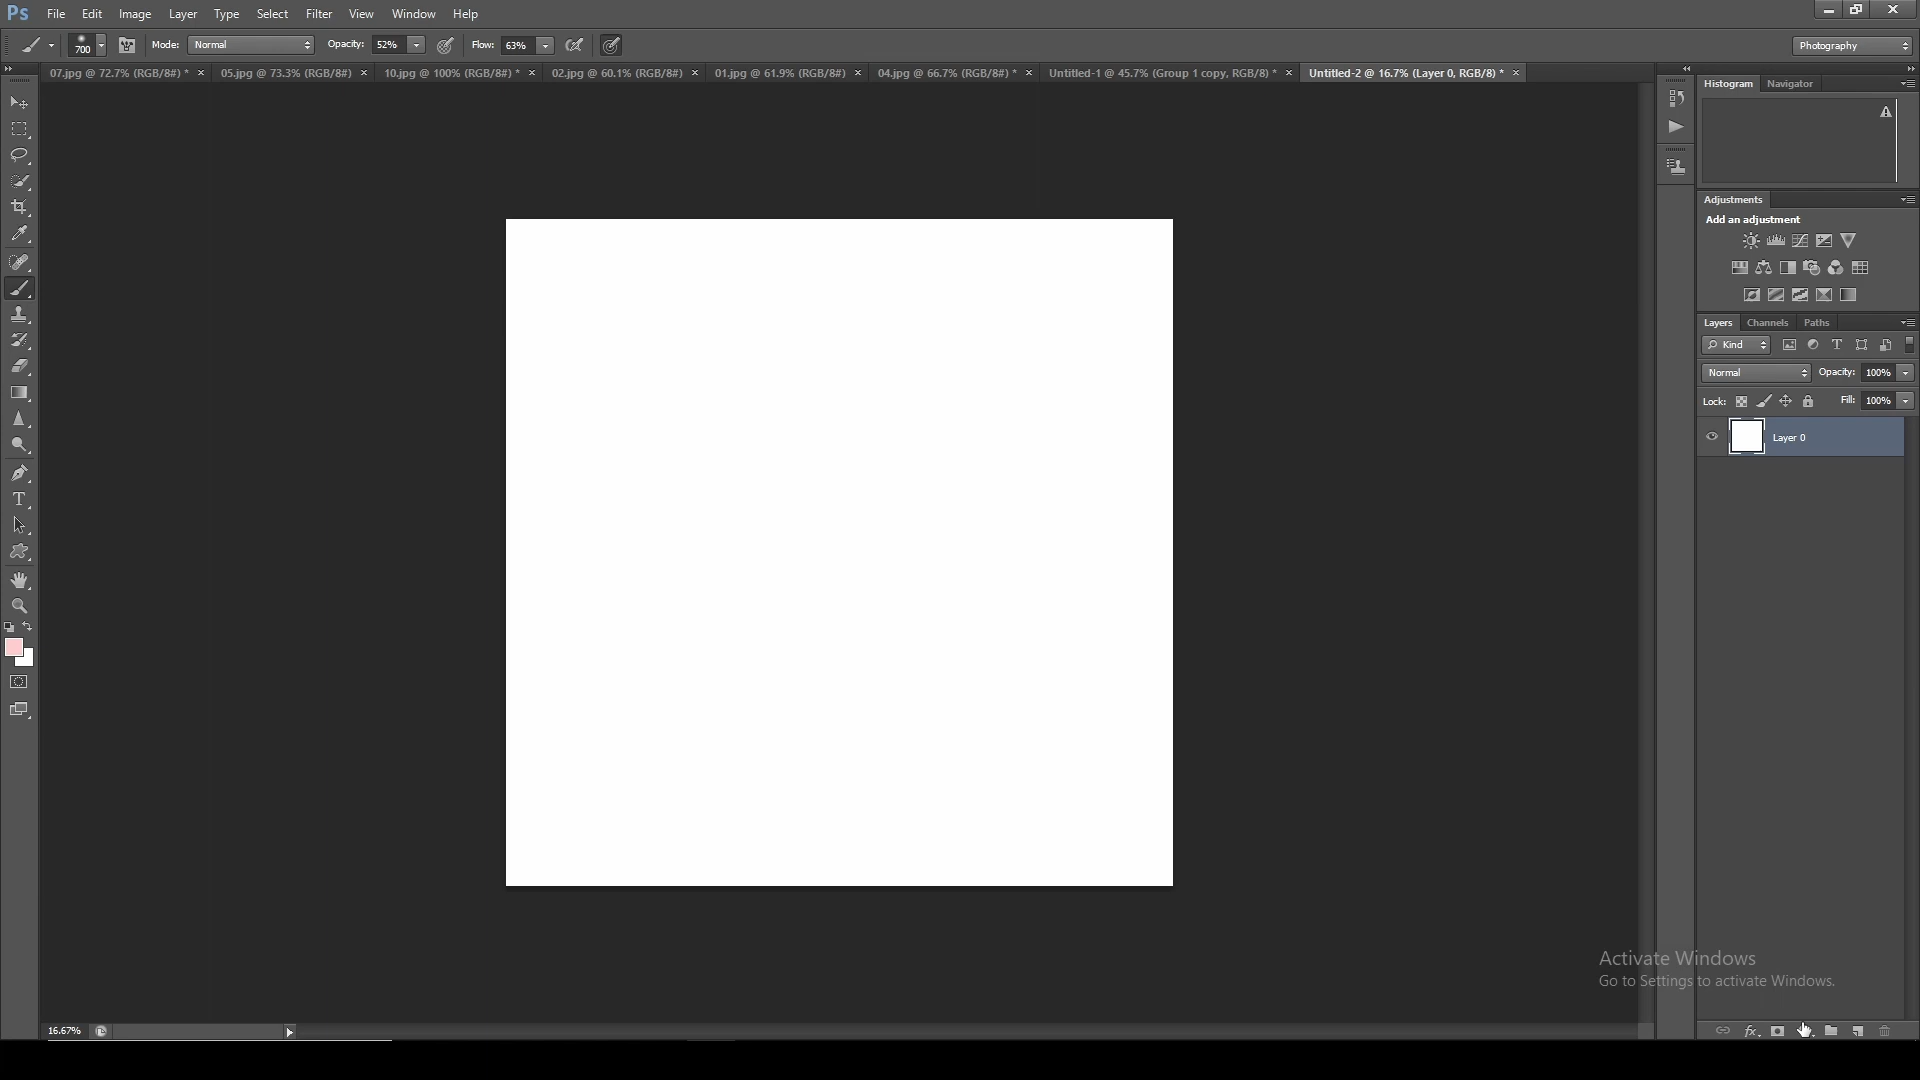 Ps File Edit Image Layer Type Select Filter View Window Help
700 Mode: Normal Opacity: 52% Flow: 63% Photography
07.jpg @ 72.7% (RGB/8#) * × 05.jpg @ 73.3% (RGB/8#) × 10.jpg @ 100% (RGB/8#) * × 02.jpg @ 60.1% (RGB/8#) × 01.jpg @ 61.9% (RGB/8#) × 04.jpg @ 66.7% (RGB/8#) * × Untitled-1 @ 45.7% (Group 1 copy, RGB/8) * × Untitled-2 @ 16.7% (Layer 0, RGB/8) * ×
Histogram Navigator
Adjustments
Add an adjustment
Layers Channels Paths
Kind
Normal Opacity: 100%
Lock: Fill: 100%
Layer 0
Activate Windows
Go to Settings to activate Windows.
16.67%